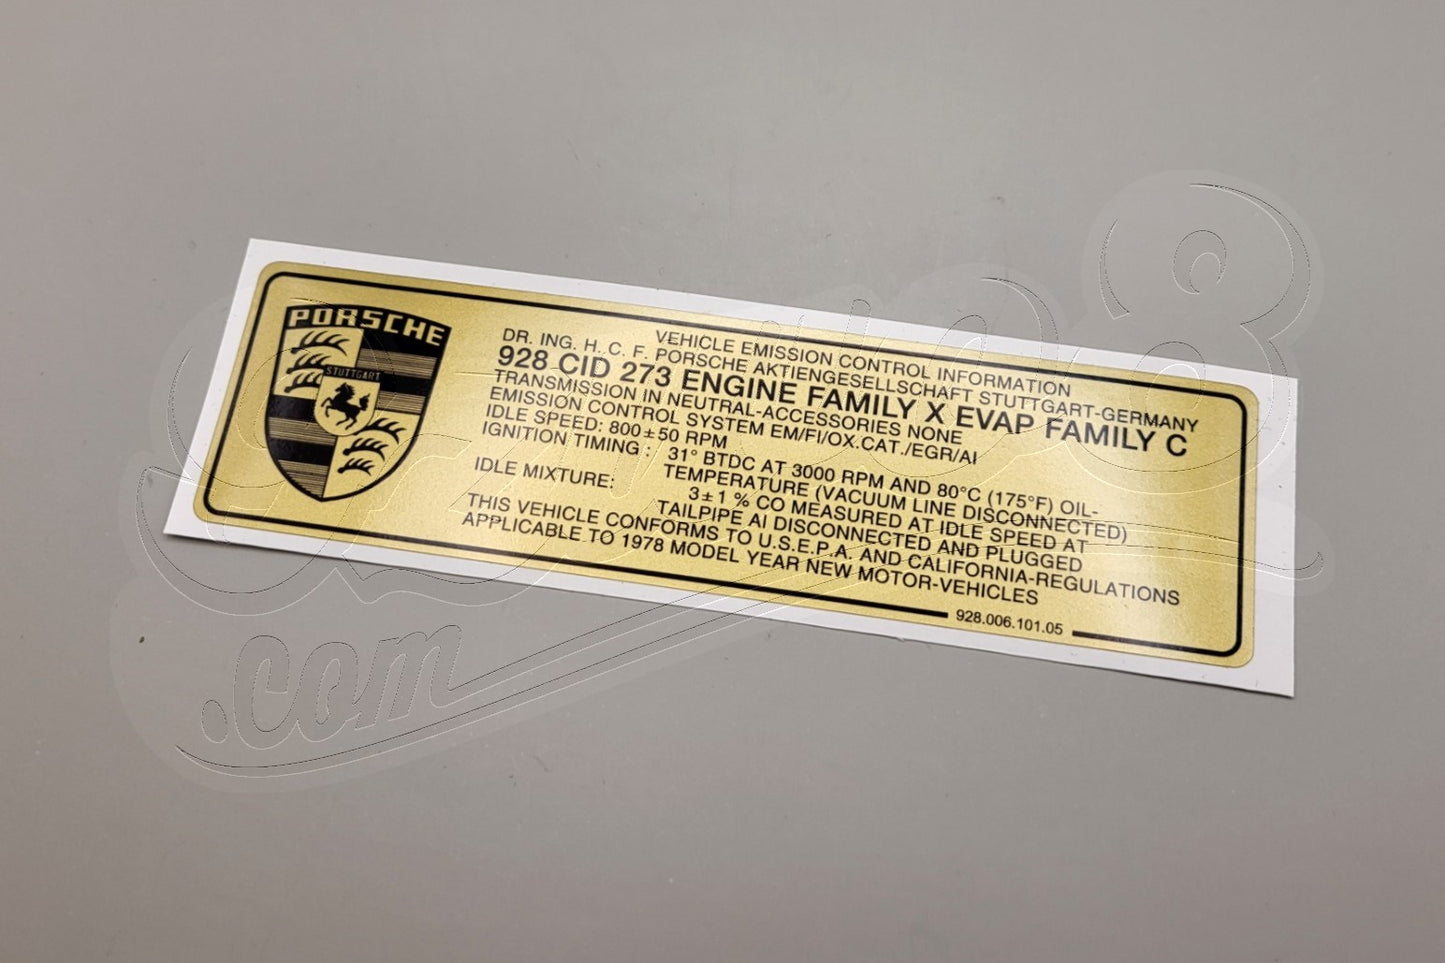 PORSCHE
STUTTGART
VEHICLE EMISSION CONTROL INFORMATION
DR. ING. H. C. F. PORSCHE AKTIENGESELLSCHAFT STUTTGART-GERMANY
928 CID 273 ENGINE FAMILY X EVAP FAMILY C
TRANSMISSION IN NEUTRAL-ACCESSORIES NONE
EMISSION CONTROL SYSTEM EM/FI/OX.CAT./EGR/AI
IDLE SPEED: 800 ± 50 RPM
IGNITION TIMING : 31° BTDC AT 3000 RPM AND 80°C (175°F) OIL-
TEMPERATURE (VACUUM LINE DISCONNECTED)
IDLE MIXTURE: 3 ± 1 % CO MEASURED AT IDLE SPEED AT
TAILPIPE AI DISCONNECTED AND PLUGGED
THIS VEHICLE CONFORMS TO U.S.E.P.A. AND CALIFORNIA-REGULATIONS
APPLICABLE TO 1978 MODEL YEAR NEW MOTOR-VEHICLES
928.006.101.05
.com